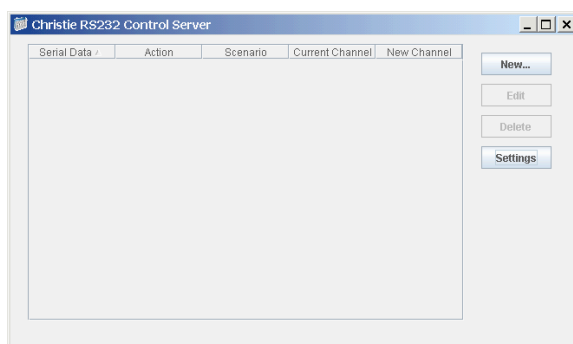 Christie RS232 Control Server
Serial Data Action Scenario Current Channel New Channel
New...
Edit
Delete
Settings